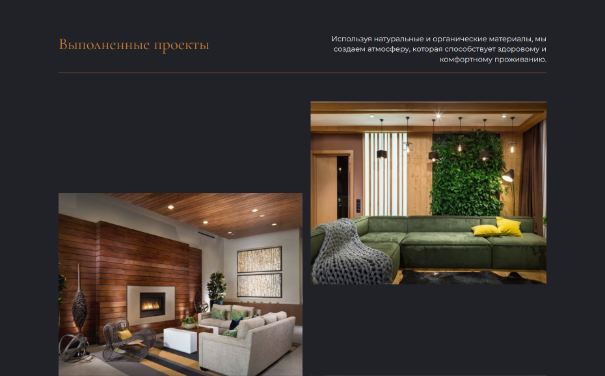 Выполненные проекты
Используя натуральные и органические материалы, мы
создаем атмосферу, которая способствует здоровому и
комфортному проживанию.